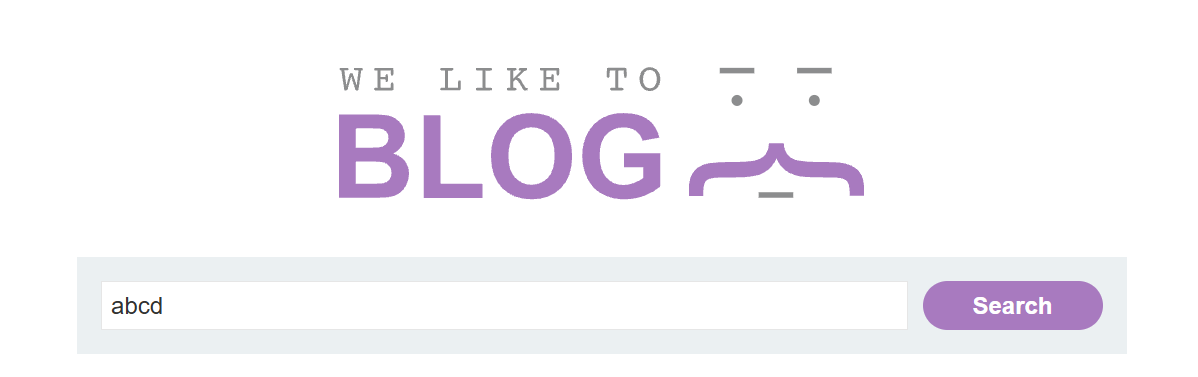 WE LIKE TO
BLOG
abcd
Search